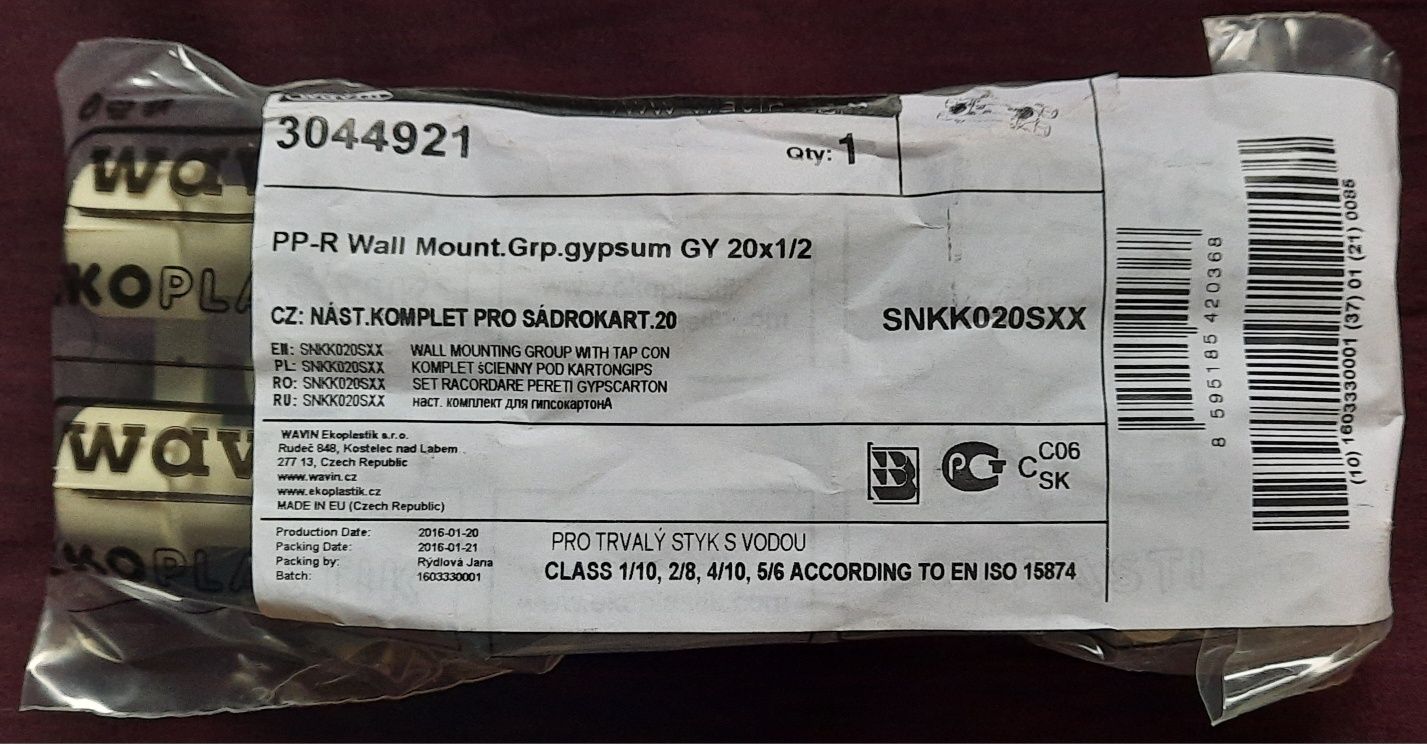 3044921
Qty: 1
PP-R Wall Mount.Grp.gypsum GY 20x1/2
CZ: NÁST.KOMPLET PRO SÁDROKART.20
SNKK020SXX
EN: SNKK020SXX WALL MOUNTING GROUP WITH TAP CON
PL: SNKK020SXX KOMPLET śCIENNY POD KARTONGIPS
RO: SNKK020SXX SET RACORDARE PERETI GYPSCARTON
RU: SNKK020SXX наст. комплект для гипсокартонА
WAVIN Ekoplastik s.r.o.
Rudeč 848, Kostelec nad Labem
277 13, Czech Republic
www.wavin.cz
www.ekoplastik.cz
MADE IN EU (Czech Republic)
C C06
SK
Production Date: 2016-01-20
Packing Date: 2016-01-21
Packing by: Rýdlová Jana
Batch: 1603330001
PRO TRVALÝ STYK S VODOU
CLASS 1/10, 2/8, 4/10, 5/6 ACCORDING TO EN ISO 15874
8 595185 420368
(10) 1603330001 (37) 01 (21) 0085
wav
KOPLA
wav
KOPLA